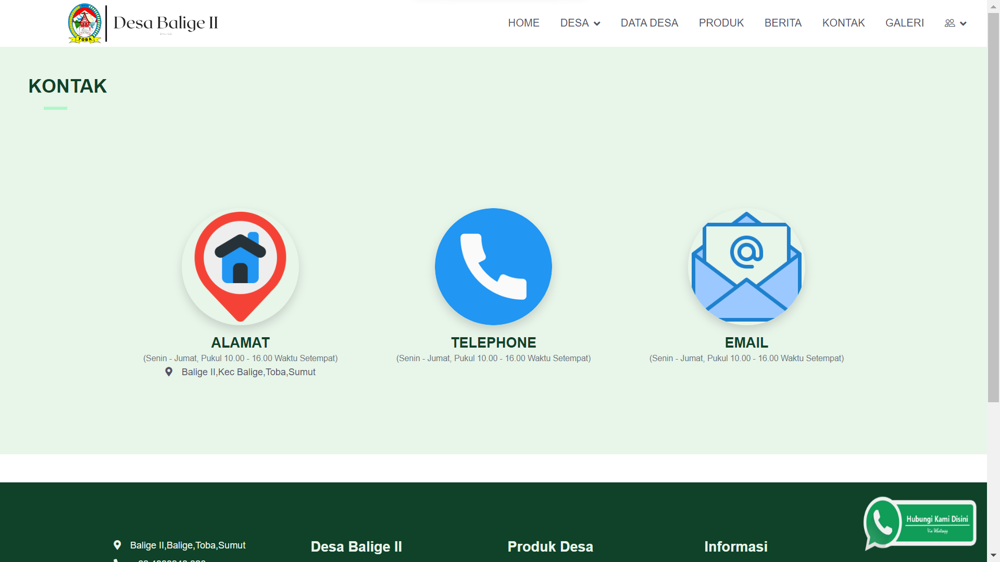 TOBA
Desa Balige II
BALIGE
HOME
DESA
DATA DESA
PRODUK
BERITA
KONTAK
GALERI
KONTAK
ALAMAT
(Senin - Jumat, Pukul 10.00 - 16.00 Waktu Setempat)
Balige II,Kec Balige,Toba,Sumut
TELEPHONE
(Senin - Jumat, Pukul 10.00 - 16.00 Waktu Setempat)
EMAIL
(Senin - Jumat, Pukul 10.00 - 16.00 Waktu Setempat)
Hubungi Kami Disini
Via Whatsapp
Balige II,Balige,Toba,Sumut
Desa Balige II
Produk Desa
Informasi